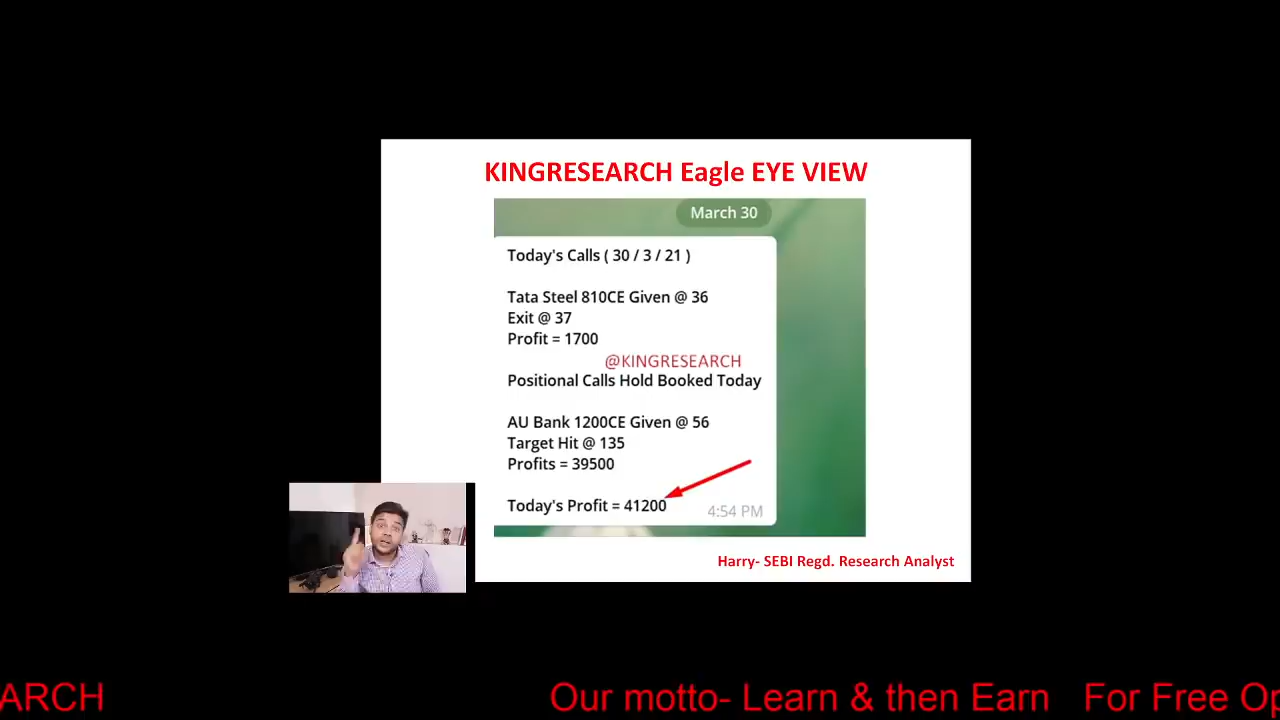 KINGRESEARCH Eagle EYE VIEW
March 30
Today's Calls ( 30 / 3 / 21 )
Tata Steel 810CE Given @ 36
Exit @ 37
Profit = 1700
@KINGRESEARCH
Positional Calls Hold Booked Today
AU Bank 1200CE Given @ 56
Target Hit @ 135
Profits = 39500
Today's Profit = 41200
4:54 PM
Harry- SEBI Regd. Research Analyst
ARCH Our motto- Learn & then Earn For Free Op